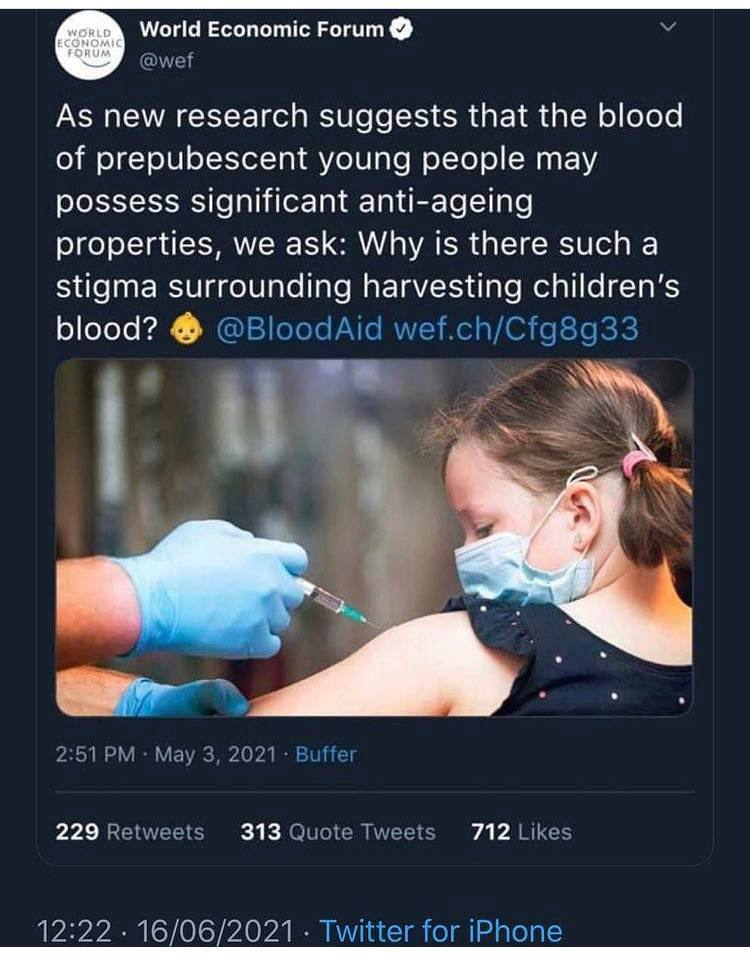 WORLD
ECONOMIC
FORUM
World Economic Forum
@wef
As new research suggests that the blood
of prepubescent young people may
possess significant anti-ageing
properties, we ask: Why is there such a
stigma surrounding harvesting children's
blood? 👶 @BloodAid wef.ch/Cfg8g33
2:51 PM · May 3, 2021 · Buffer
229 Retweets 313 Quote Tweets 712 Likes
12:22 · 16/06/2021 · Twitter for iPhone